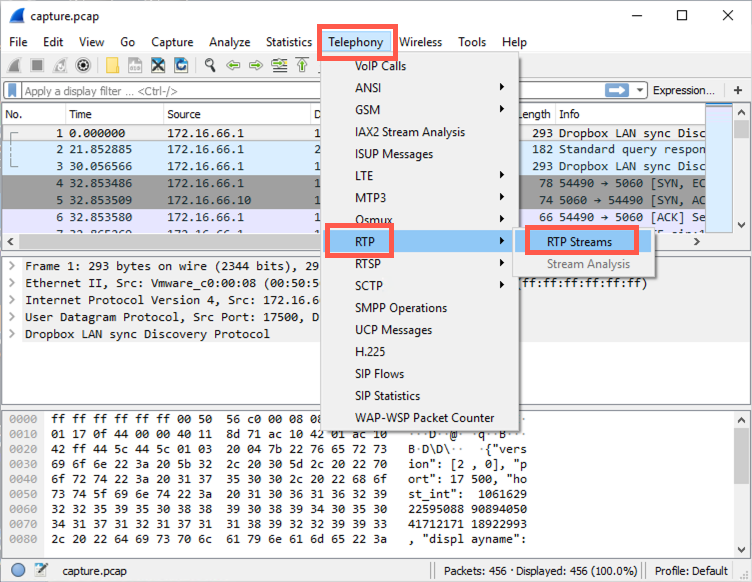 capture.pcap
File Edit View Go Capture Analyze Statistics Telephony Wireless Tools Help
Apply a display filter ... <Ctrl-/> Expression... +
No. Time Source Length Info
1 0.000000 172.16.66.1 293 Dropbox LAN sync Disc
2 21.852885 172.16.66.1 182 Standard query respon
3 30.056566 172.16.66.1 293 Dropbox LAN sync Disc
4 32.853486 172.16.66.1 78 54490 → 5060 [SYN, EC
5 32.853509 172.16.66.10 74 5060 → 54490 [SYN, AC
6 32.853580 172.16.66.1 66 54490 → 5060 [ACK] Se
VoIP Calls
ANSI
GSM
IAX2 Stream Analysis
ISUP Messages
LTE
MTP3
Osmux
RTP
RTP Streams
Stream Analysis
RTSP
SCTP
SMPP Operations
UCP Messages
H.225
SIP Flows
SIP Statistics
WAP-WSP Packet Counter
Frame 1: 293 bytes on wire (2344 bits), 29
Ethernet II, Src: Vmware_c0:00:08 (00:50:5 (ff:ff:ff:ff:ff:ff)
Internet Protocol Version 4, Src: 172.16.6
User Datagram Protocol, Src Port: 17500, D
Dropbox LAN sync Discovery Protocol
0000 ff ff ff ff ff ff 00 50 56 c0 00 08 08
0010 01 17 0f 44 00 00 40 11 8d 71 ac 10 42 01 ac 10 ···D··@· ·q··B···
0020 42 ff 44 5c 44 5c 01 03 20 04 7b 22 76 65 72 73 B·D\D\·· ·{"vers
0030 69 6f 6e 22 3a 20 5b 32 2c 20 30 5d 2c 20 22 70 ion": [2 , 0], "p
0040 6f 72 74 22 3a 20 31 37 35 30 30 2c 20 22 68 6f ort": 17 500, "ho
0050 73 74 5f 69 6e 74 22 3a 20 31 30 36 31 36 32 39 st_int": 1061629
0060 32 32 35 39 35 30 38 38 39 30 38 39 34 30 35 30 22595088 90894050
0070 34 31 37 31 32 31 37 31 31 38 39 32 32 39 39 33 41712171 18922993
0080 2c 20 22 64 69 73 70 6c 61 79 6e 61 6d 65 22 3a , "displ ayname":
capture.pcap Packets: 456 · Displayed: 456 (100.0%) Profile: Default